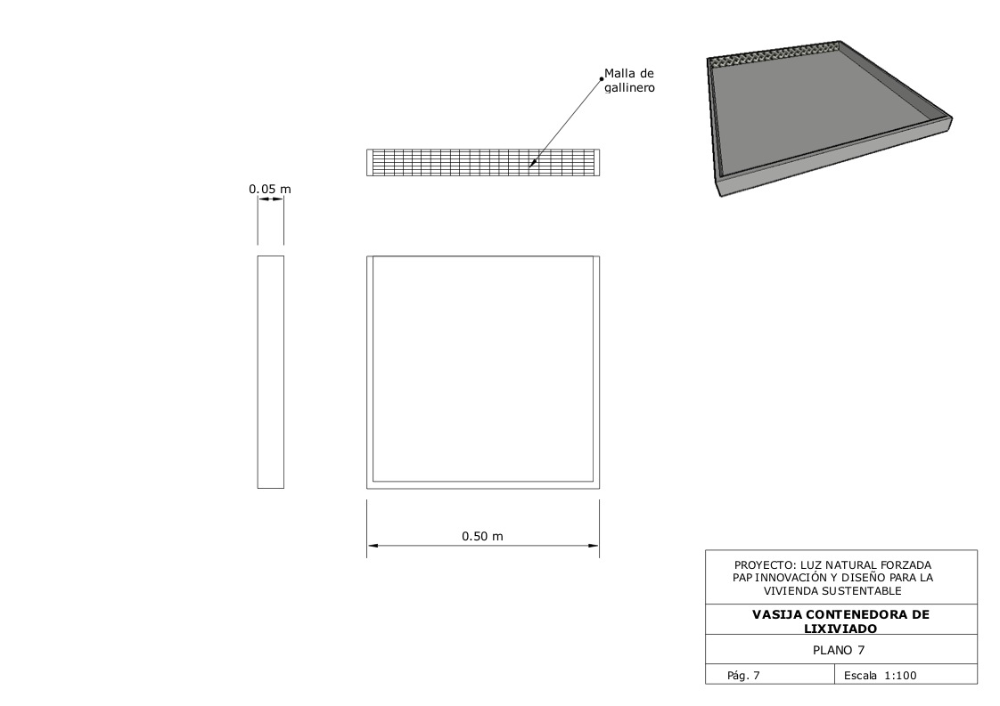 Malla de
gallinero
0.05 m
0.50 m
PROYECTO: LUZ NATURAL FORZADA
PAP INNOVACIÓN Y DISEÑO PARA LA
VIVIENDA SUSTENTABLE
VASIJA CONTENEDORA DE
LIXIVIADO
PLANO 7
Pág. 7
Escala 1:100